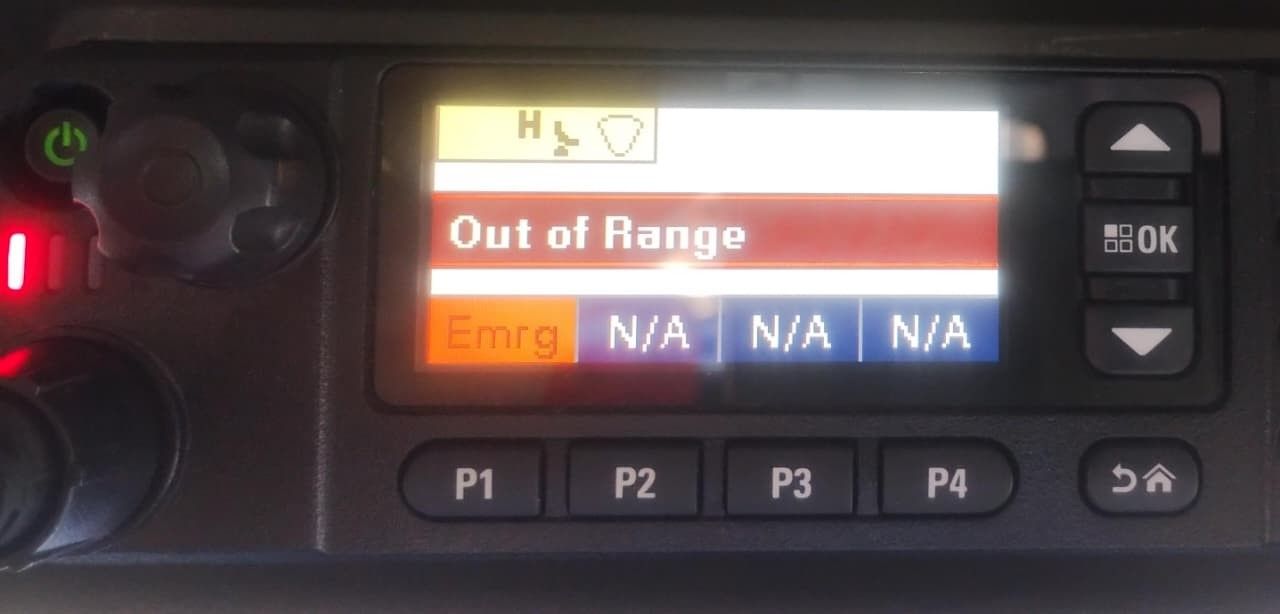 H
Out of Range
Emrg N/A N/A N/A
OK
P1 P2 P3 P4